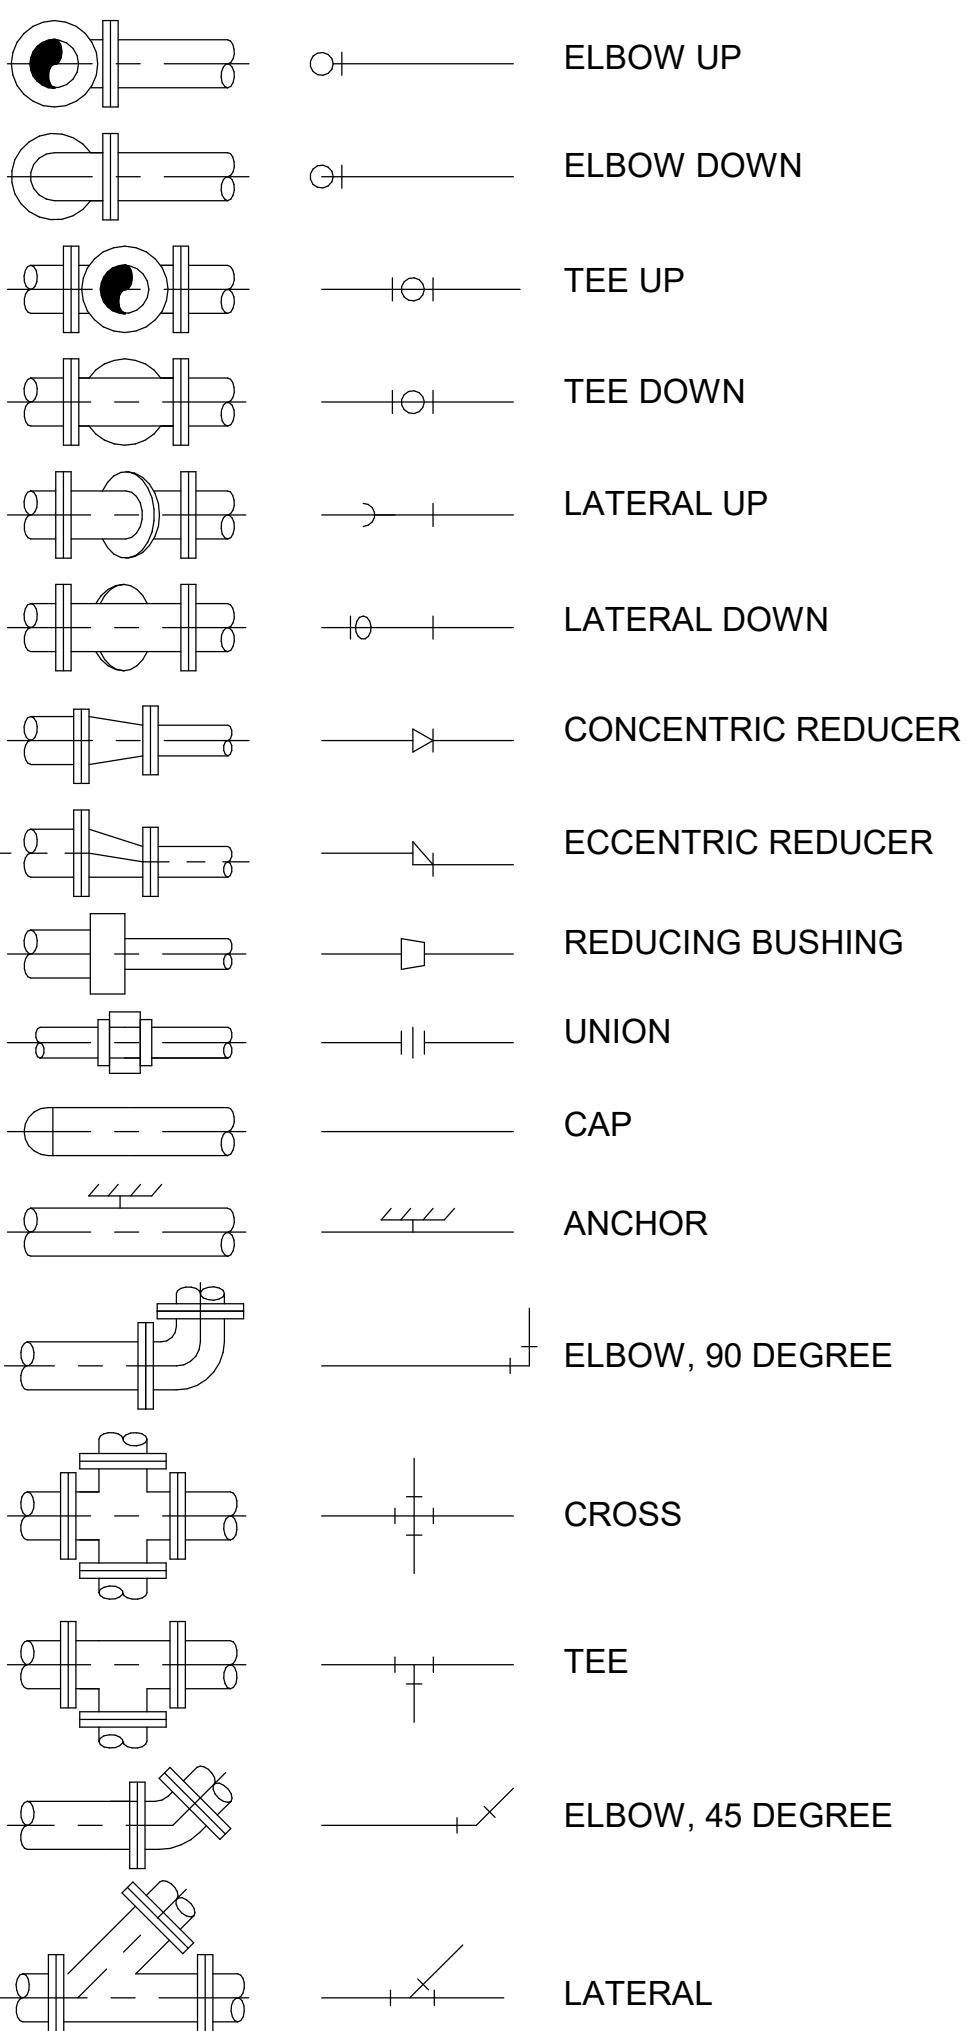 ELBOW UP
ELBOW DOWN
TEE UP
TEE DOWN
LATERAL UP
LATERAL DOWN
CONCENTRIC REDUCER
ECCENTRIC REDUCER
REDUCING BUSHING
UNION
CAP
ANCHOR
ELBOW, 90 DEGREE
CROSS
TEE
ELBOW, 45 DEGREE
LATERAL